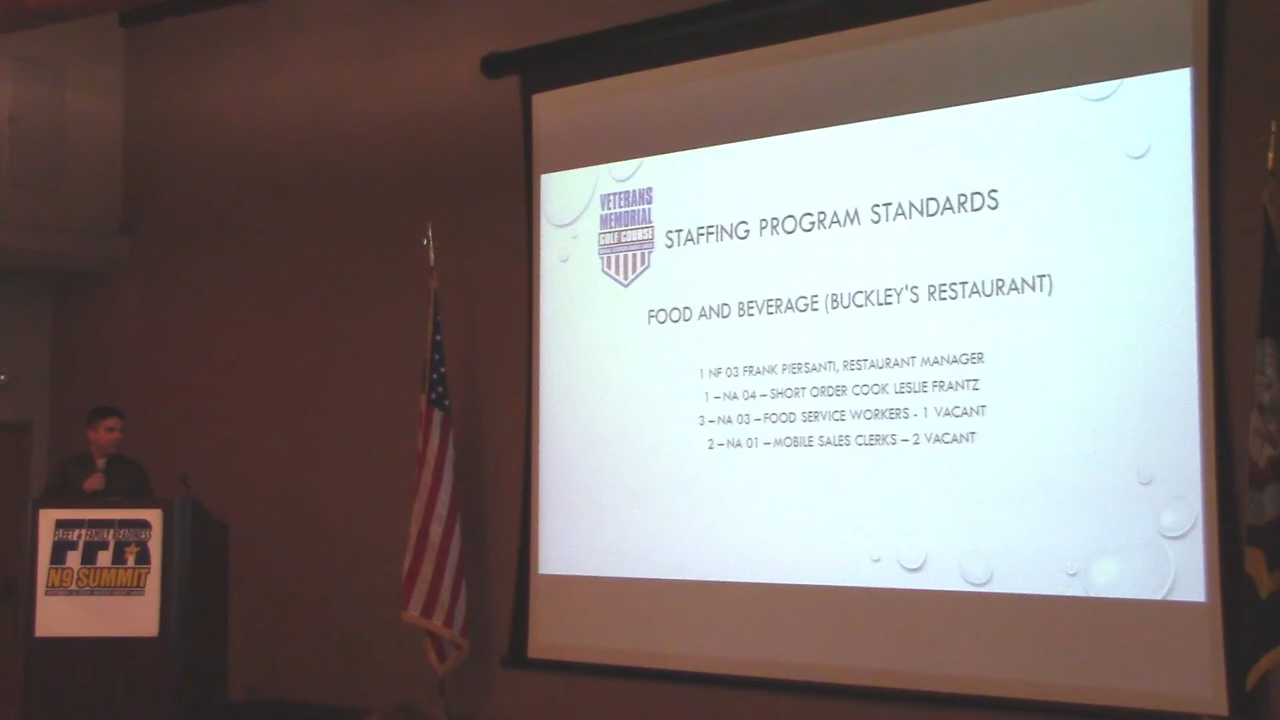 VETERANS
MEMORIAL
GOLF COURSE
STAFFING PROGRAM STANDARDS
FOOD AND BEVERAGE (BUCKLEY'S RESTAURANT)
1 NF 03 FRANK PIERSANTI, RESTAURANT MANAGER
1 – NA 04 – SHORT ORDER COOK LESLIE FRANTZ
3 – NA 03 – FOOD SERVICE WORKERS - 1 VACANT
2 – NA 01 – MOBILE SALES CLERKS – 2 VACANT
FLEET & FAMILY READINESS
FFR
N9 SUMMIT